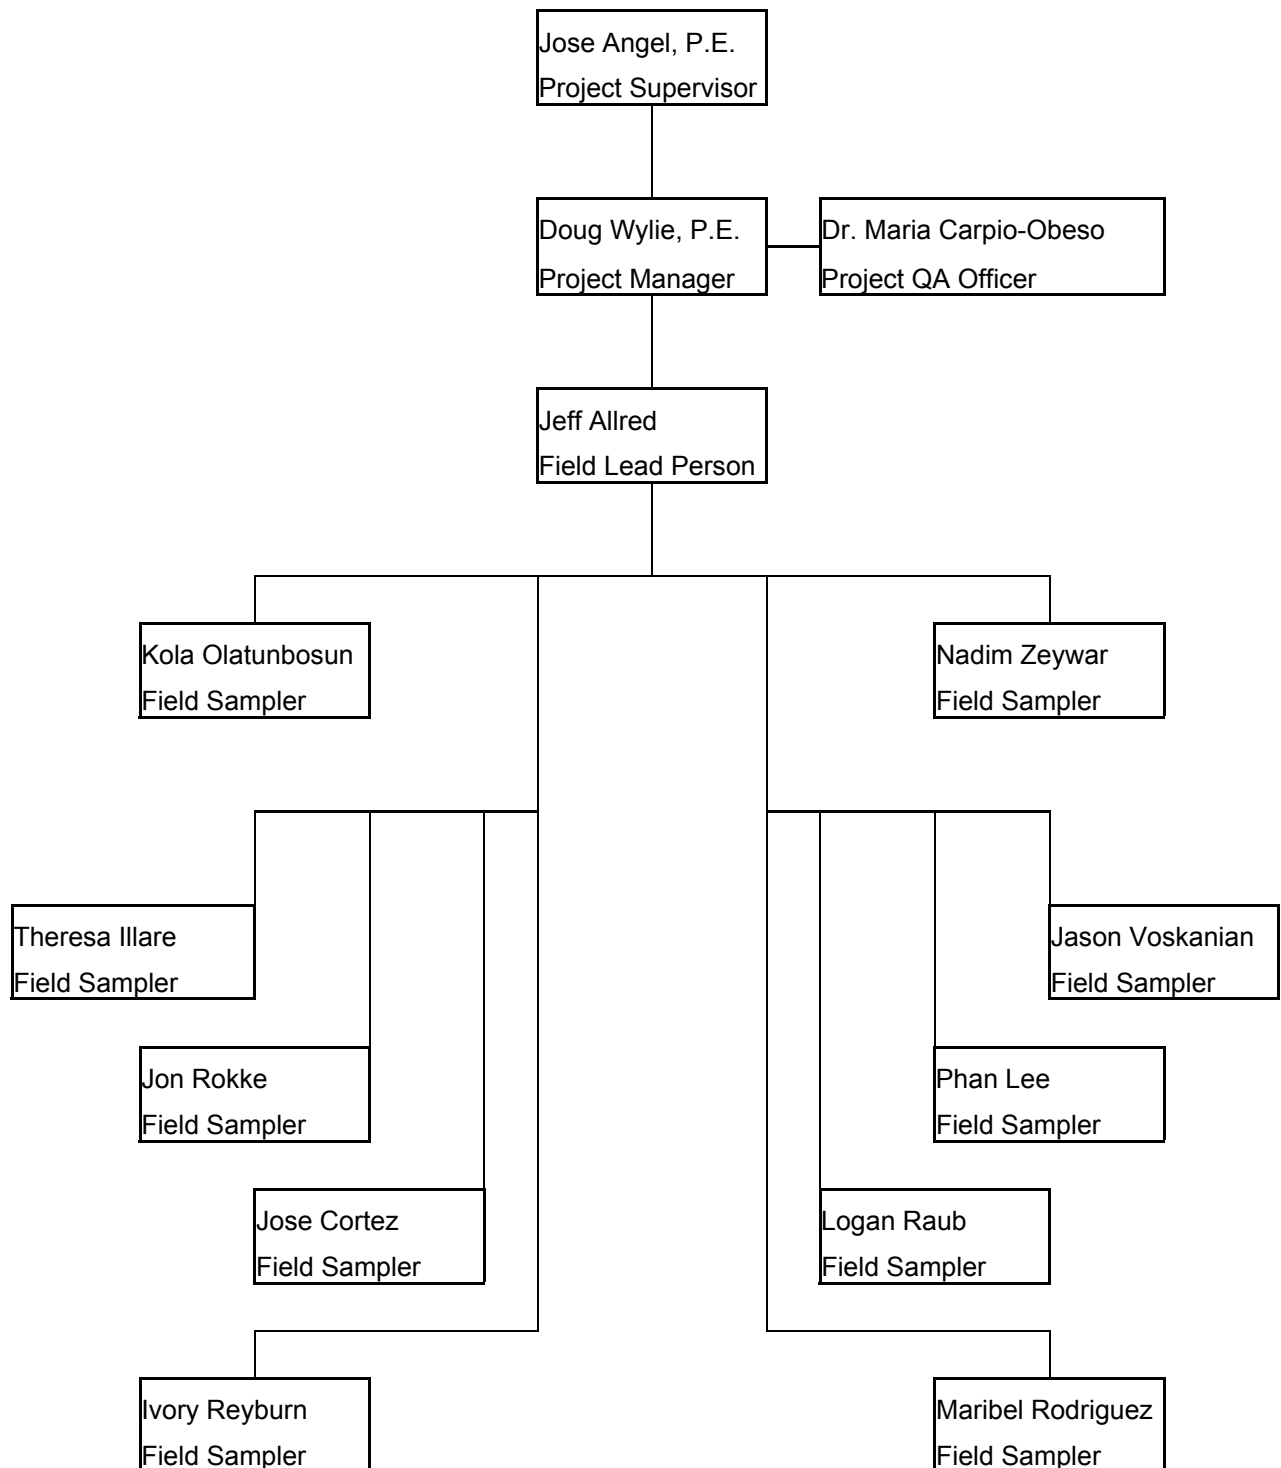 Jose Angel, P.E.
Project Supervisor
Doug Wylie, P.E.
Project Manager
Dr. Maria Carpio-Obeso
Project QA Officer
Jeff Allred
Field Lead Person
Kola Olatunbosun
Field Sampler
Nadim Zeywar
Field Sampler
Theresa Illare
Field Sampler
Jason Voskanian
Field Sampler
Jon Rokke
Field Sampler
Phan Lee
Field Sampler
Jose Cortez
Field Sampler
Logan Raub
Field Sampler
Ivory Reyburn
Field Sampler
Maribel Rodriguez
Field Sampler